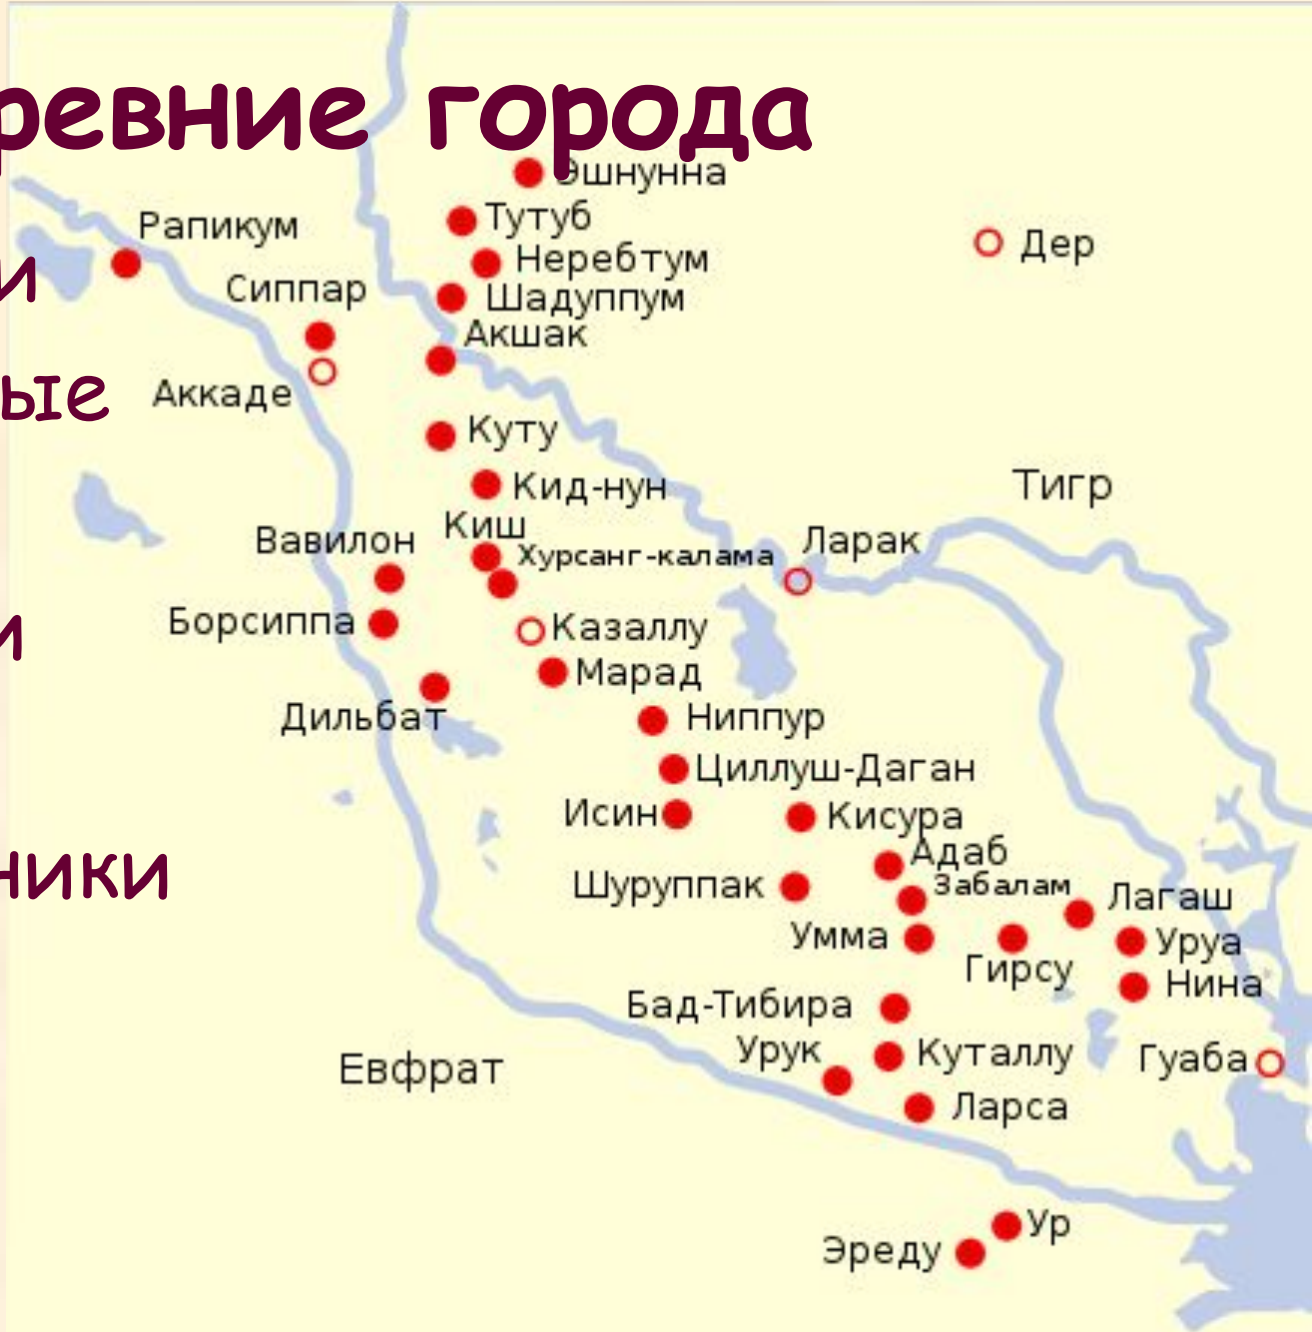 ревние города
Эшнунна
Тутуб
Рапикум
Дер
Неребтум
и
Сиппар
Шадуппум
Акшак
Аккаде
ые
Куту
Кид-нун
Тигр
Киш
Вавилон
Ларак
Хурсанг-калама
Борсиппа
Казаллу
и
Марад
Дильбат
Ниппур
Циллуш-Даган
Исин
Кисура
Адаб
ники
Шуруппак
Забалам
Лагаш
Умма
Уруа
Гирсу
Нина
Бад-Тибира
Урук
Куталлу
Гуаба
Евфрат
Ларса
Ур
Эреду